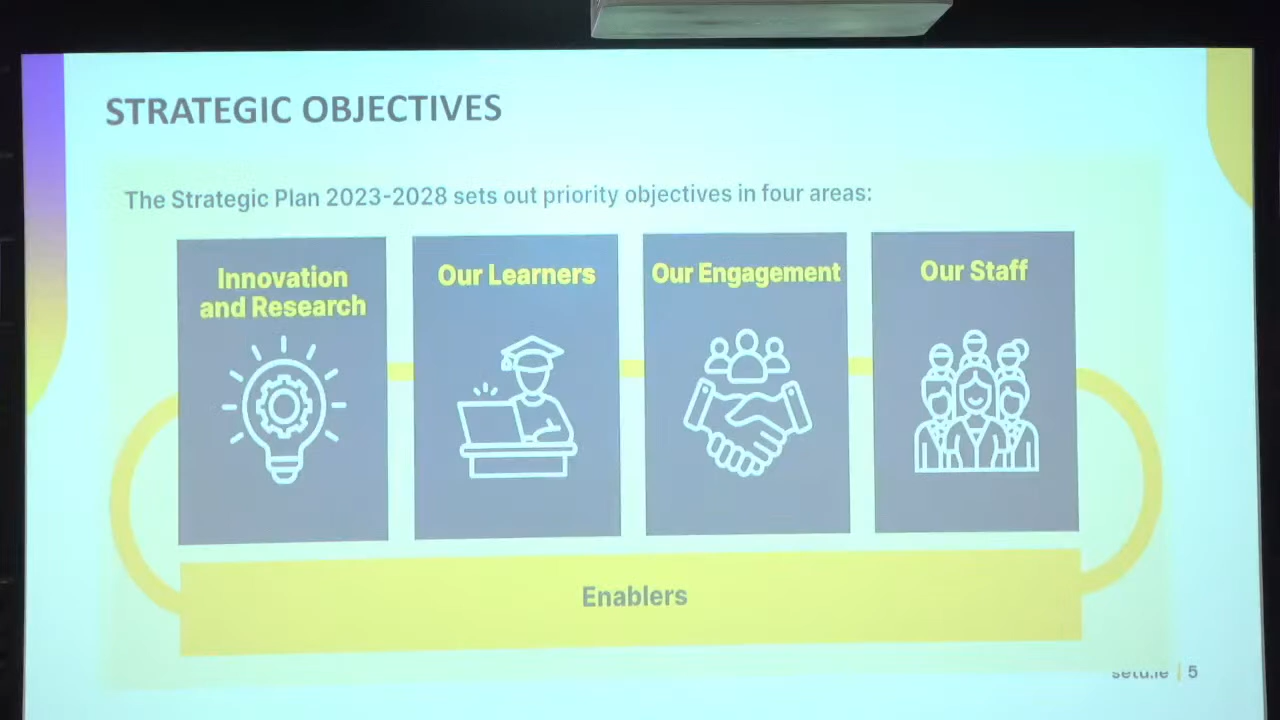 STRATEGIC OBJECTIVES
The Strategic Plan 2023-2028 sets out priority objectives in four areas:
Innovation
and Research
Our Learners
Our Engagement
Our Staff
Enablers
setu.ie | 5